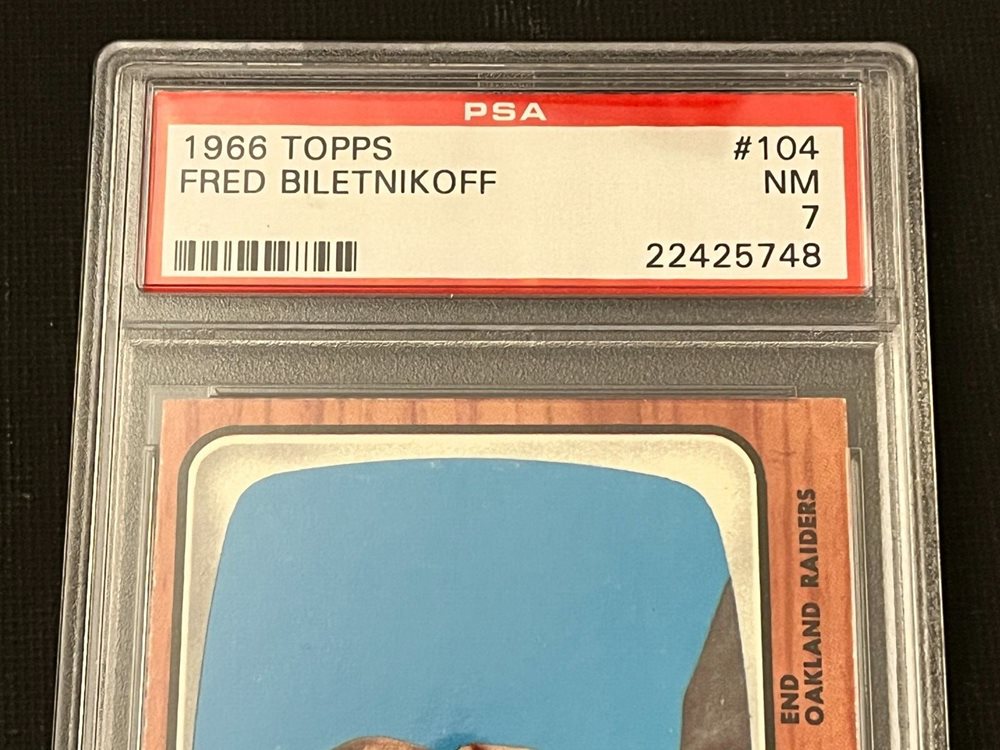 PSA
1966 TOPPS #104
FRED BILETNIKOFF NM
7
22425748
END
OAKLAND RAIDERS